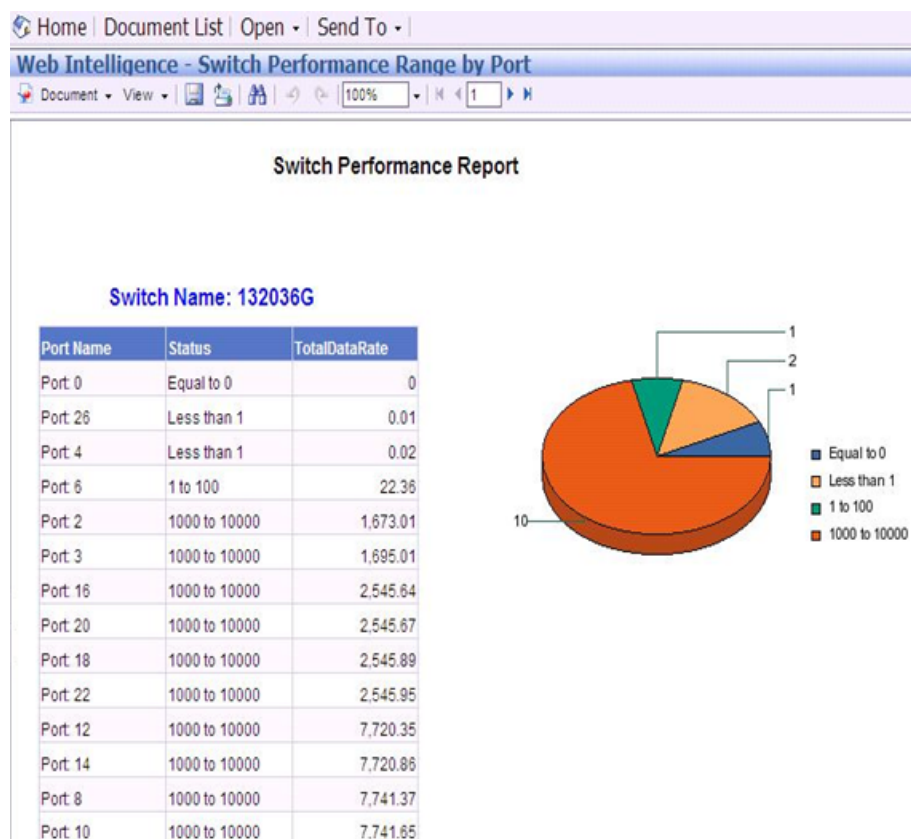 Home | Document List | Open | Send To |
Web Intelligence - Switch Performance Range by Port
Document View 100% 1
Switch Performance Report
Switch Name: 132036G
Port Name Status TotalDataRate
Port: 0 Equal to 0 0
Port: 26 Less than 1 0.01
Port: 4 Less than 1 0.02
Port: 6 1 to 100 22.36
Port: 2 1000 to 10000 1,673.01
Port: 3 1000 to 10000 1,695.01
Port: 16 1000 to 10000 2,545.64
Port: 20 1000 to 10000 2,545.67
Port: 18 1000 to 10000 2,545.89
Port: 22 1000 to 10000 2,545.95
Port: 12 1000 to 10000 7,720.35
Port: 14 1000 to 10000 7,720.86
Port: 8 1000 to 10000 7,741.37
Port: 10 1000 to 10000 7,741.65
1
2
1
10
Equal to 0
Less than 1
1 to 100
1000 to 10000